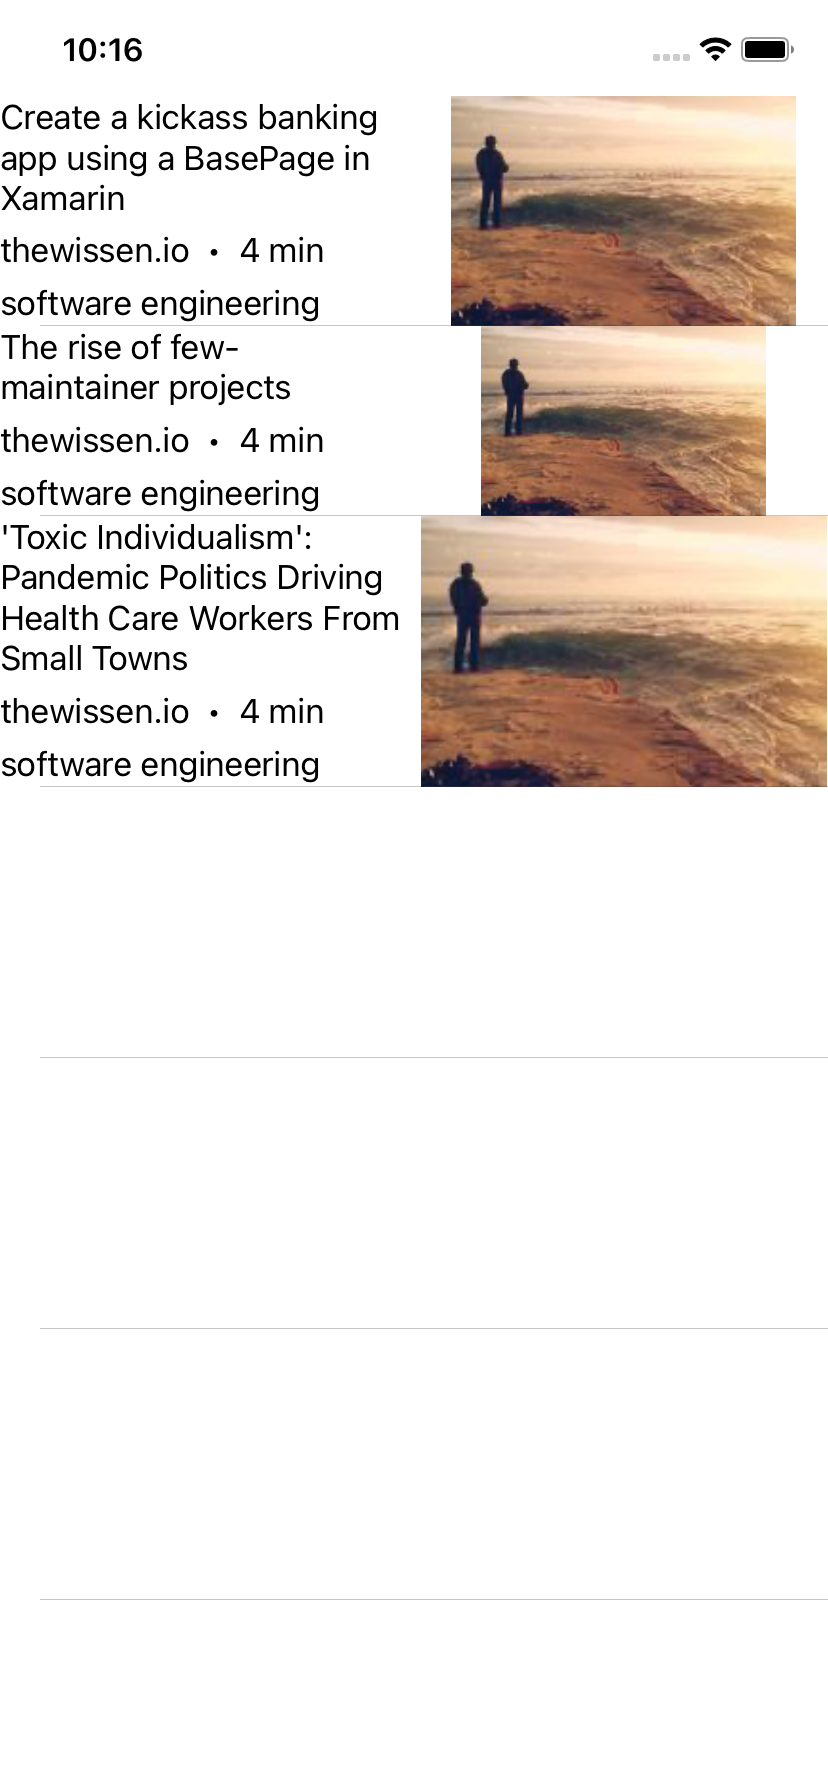 10:16
Create a kickass banking
app using a BasePage in
Xamarin
thewissen.io • 4 min
software engineering
The rise of few-
maintainer projects
thewissen.io • 4 min
software engineering
'Toxic Individualism':
Pandemic Politics Driving
Health Care Workers From
Small Towns
thewissen.io • 4 min
software engineering